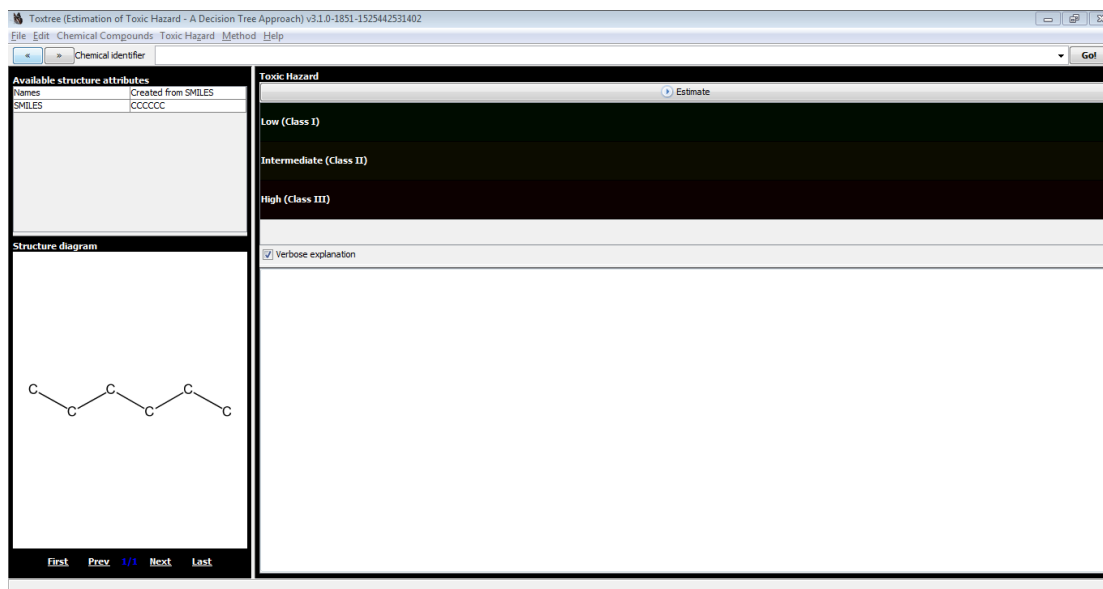 Toxtree (Estimation of Toxic Hazard - A Decision Tree Approach) v3.1.0-1851-1525442531402
File Edit Chemical Compounds Toxic Hazard Method Help
« » Chemical identifier Go!
Available structure attributes
Names Created from SMILES
SMILES CCCCCC
Structure diagram
C C C
C C C
First Prev 1/1 Next Last
Toxic Hazard
Estimate
Low (Class I)
Intermediate (Class II)
High (Class III)
Verbose explanation